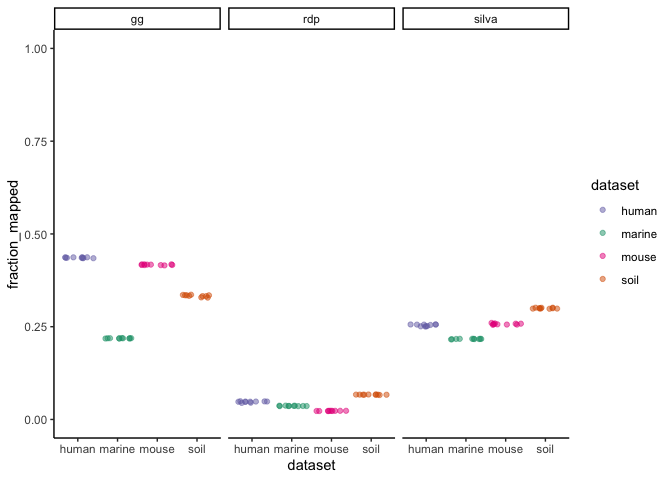 gg rdp silva
1.00
0.75
0.50
0.25
0.00
fraction_mapped
human marine mouse soil human marine mouse soil human marine mouse soil
dataset
dataset
human
marine
mouse
soil